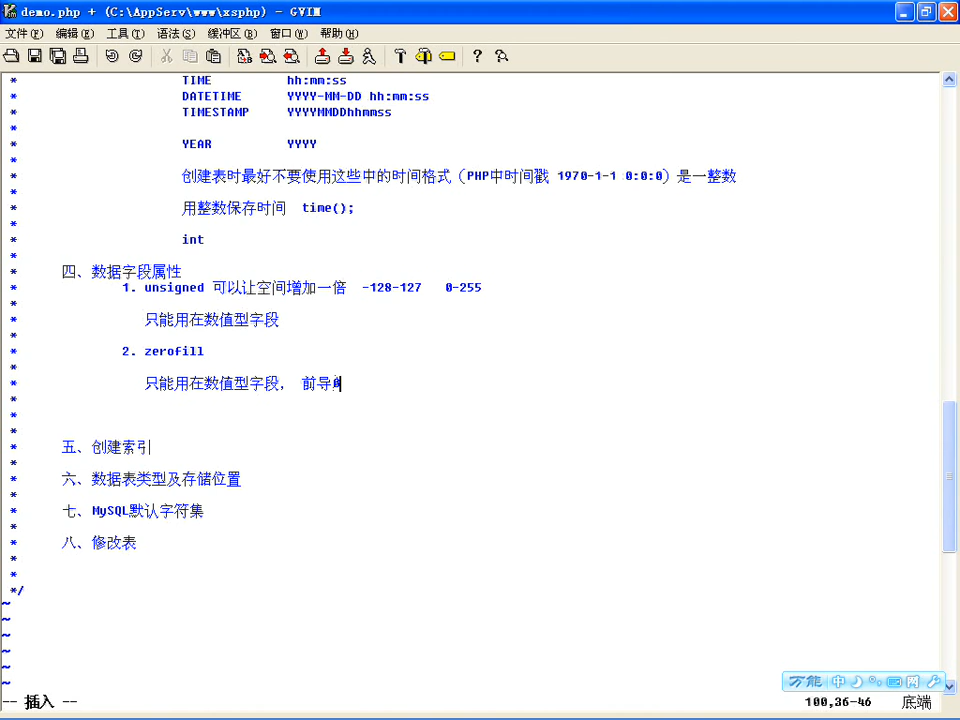 demo.php + (C:\AppServ\www\xsphp) - GVIM
文件(F) 编辑(E) 工具(T) 语法(S) 缓冲区(B) 窗口(W) 帮助(H)
* TIME hh:mm:ss
* DATETIME YYYY-MM-DD hh:mm:ss
* TIMESTAMP YYYYMMDDhhmmss
*
* YEAR YYYY
*
* 创建表时最好不要使用这些中的时间格式（PHP中时间戳 1970-1-1 0:0:0）是一整数
*
* 用整数保存时间 time();
*
* int
*
* 四、数据字段属性
* 1. unsigned 可以让空间增加一倍 -128-127 0-255
*
* 只能用在数值型字段
*
* 2. zerofill
*
* 只能用在数值型字段， 前导0
*
*
*
* 五、创建索引
*
* 六、数据表类型及存储位置
*
* 七、MySQL默认字符集
*
* 八、修改表
*
*
*/
~
~
~
~
~
~
万能 中
-- 插入 -- 100,36-46 底端